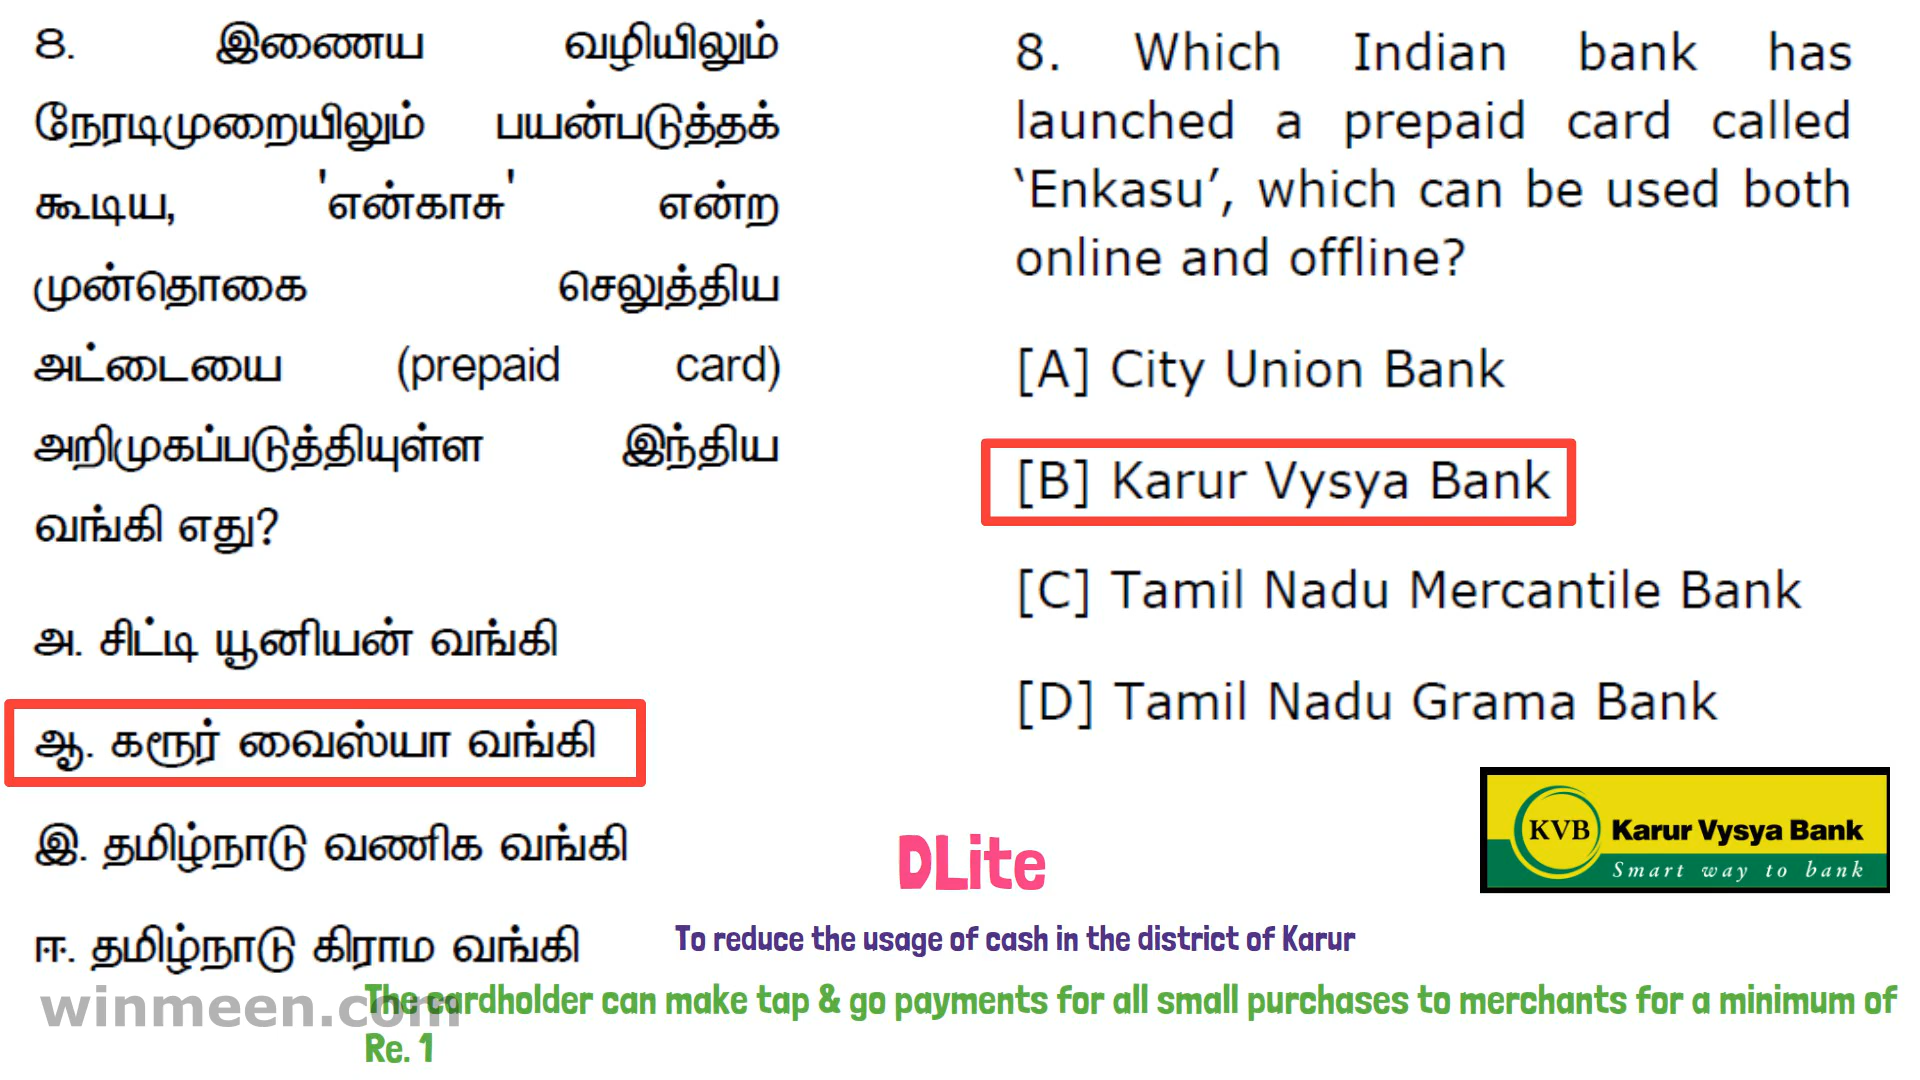 8. இணைய வழியிலும்
நேரடிமுறையிலும் பயன்படுத்தக்
கூடிய, 'என்காசு' என்ற
முன்தொகை செலுத்திய
அட்டையை (prepaid card)
அறிமுகப்படுத்தியுள்ள இந்திய
வங்கி எது?
அ. சிட்டி யூனியன் வங்கி
ஆ. கரூர் வைஸ்யா வங்கி
இ. தமிழ்நாடு வணிக வங்கி
ஈ. தமிழ்நாடு கிராம வங்கி
8. Which Indian bank has
launched a prepaid card called
‘Enkasu’, which can be used both
online and offline?
[A] City Union Bank
[B] Karur Vysya Bank
[C] Tamil Nadu Mercantile Bank
[D] Tamil Nadu Grama Bank
KVB Karur Vysya Bank
Smart way to bank
DLite
To reduce the usage of cash in the district of Karur
The cardholder can make tap & go payments for all small purchases to merchants for a minimum of
Re. 1
winmeen.com